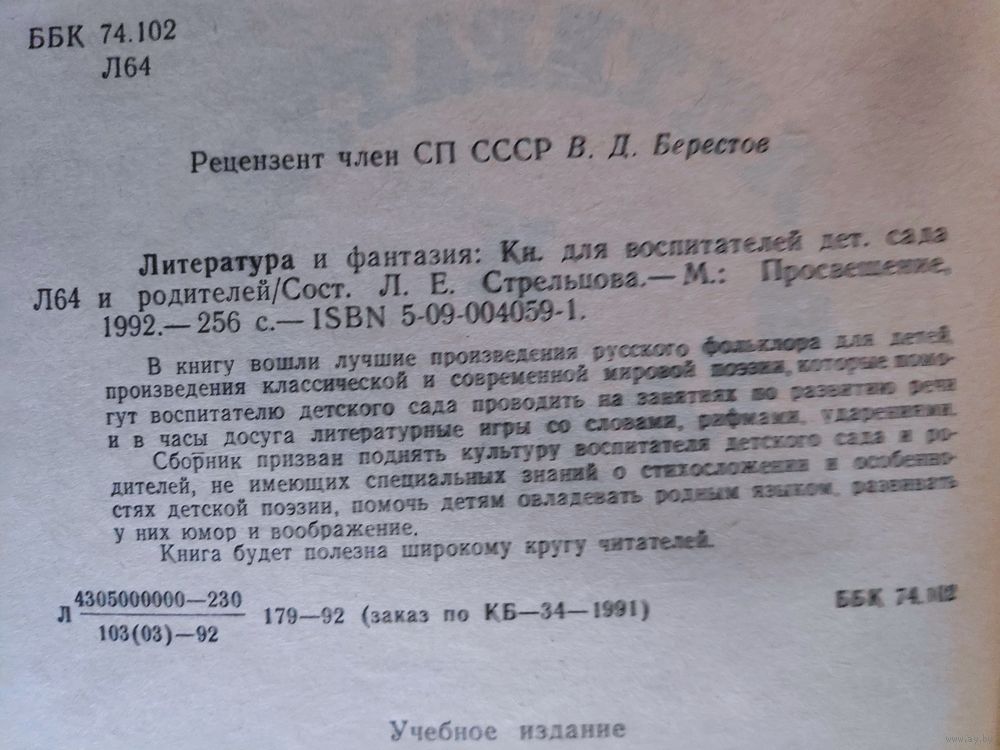 ББК 74.102
Л64
Рецензент член СП СССР В. Д. Берестов
Литература и фантазия: Кн. для воспитателей дет. сада
Л64 и родителей/Сост. Л. Е. Стрельцова.— М.: Просвещение,
1992.— 256 с.— ISBN 5-09-004059-1.
В книгу вошли лучшие произведения русского фольклора для детей,
произведения классической и современной мировой поэзии, которые помо-
гут воспитателю детского сада проводить на занятиях по развитию речи
и в часы досуга литературные игры со словами, рифмами, ударениями.
Сборник призван поднять культуру воспитателя детского сада и ро-
дителей, не имеющих специальных знаний о стихосложении и особенно-
стях детской поэзии, помочь детям овладевать родным языком, развивать
у них юмор и воображение.
Книга будет полезна широкому кругу читателей.
Л 4305000000—230
103(03)—92
179—92 (заказ по КБ—34—1991)
ББК 74.102
Учебное издание
www.ay.by